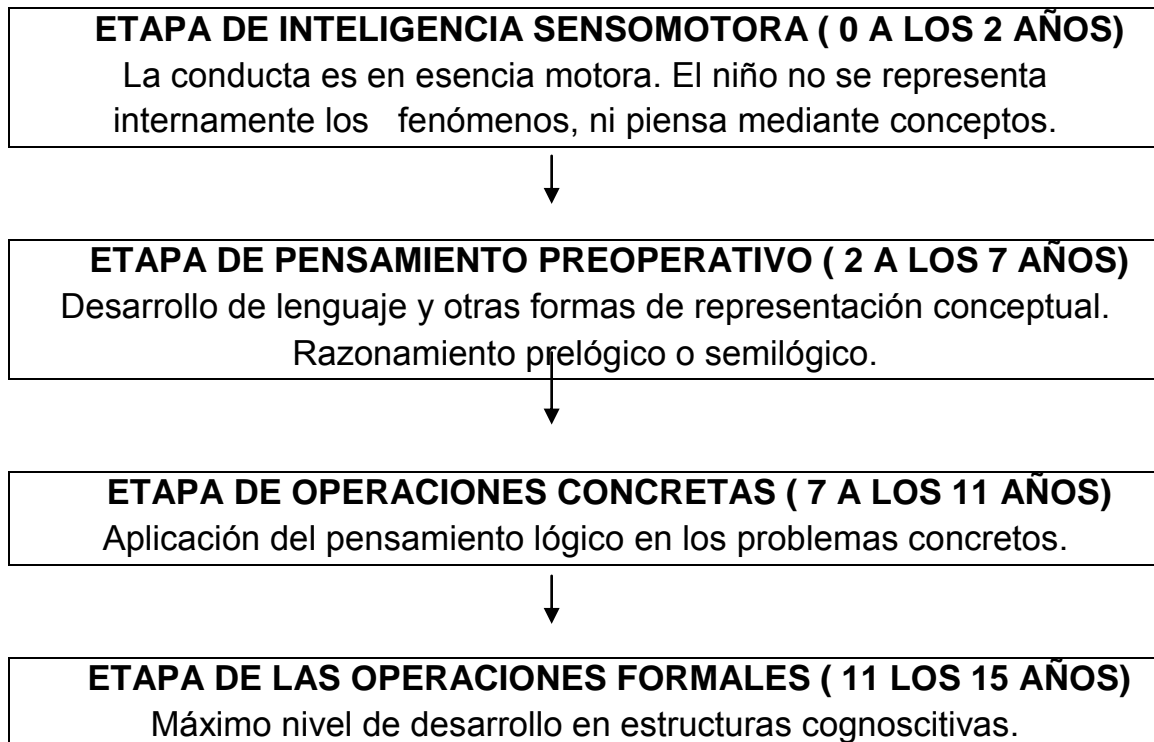 ETAPA DE INTELIGENCIA SENSOMOTORA ( 0 A LOS 2 AÑOS)
La conducta es en esencia motora. El niño no se representa
internamente los   fenómenos, ni piensa mediante conceptos.
ETAPA DE PENSAMIENTO PREOPERATIVO ( 2 A LOS 7 AÑOS)
Desarrollo de lenguaje y otras formas de representación conceptual.
Razonamiento prelógico o semilógico.
ETAPA DE OPERACIONES CONCRETAS ( 7 A LOS 11 AÑOS)
Aplicación del pensamiento lógico en los problemas concretos.
ETAPA DE LAS OPERACIONES FORMALES ( 11 LOS 15 AÑOS)
Máximo nivel de desarrollo en estructuras cognoscitivas.